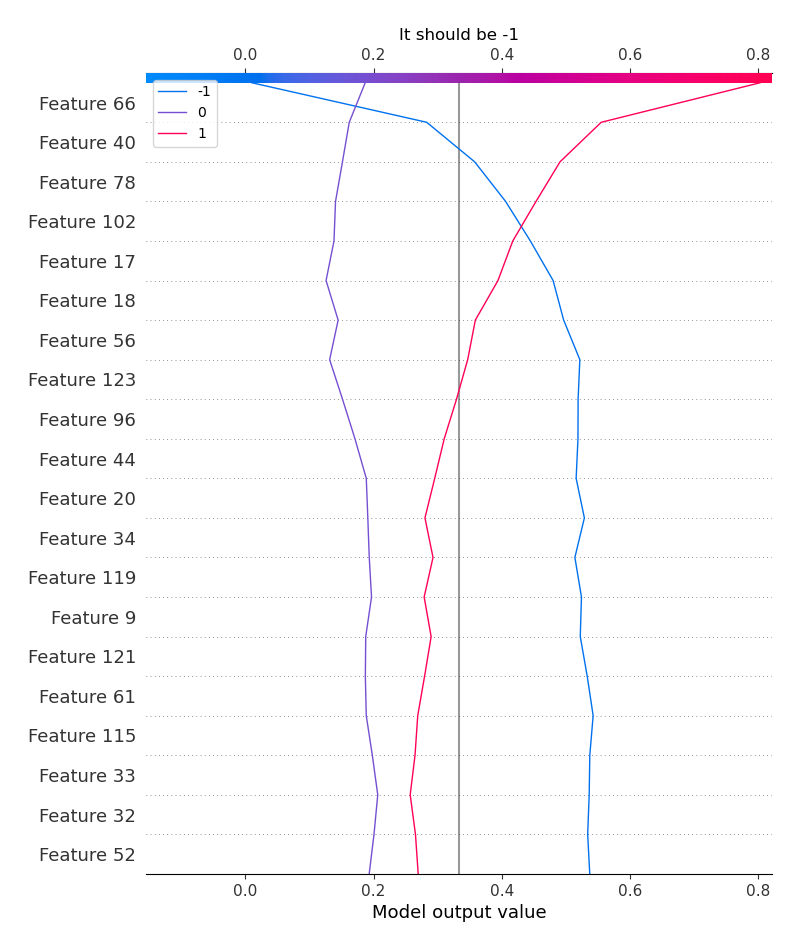 It should be -1
0.0 0.2 0.4 0.6 0.8
-1
0
1
Feature 66
Feature 40
Feature 78
Feature 102
Feature 17
Feature 18
Feature 56
Feature 123
Feature 96
Feature 44
Feature 20
Feature 34
Feature 119
Feature 9
Feature 121
Feature 61
Feature 115
Feature 33
Feature 32
Feature 52
0.0 0.2 0.4 0.6 0.8
Model output value